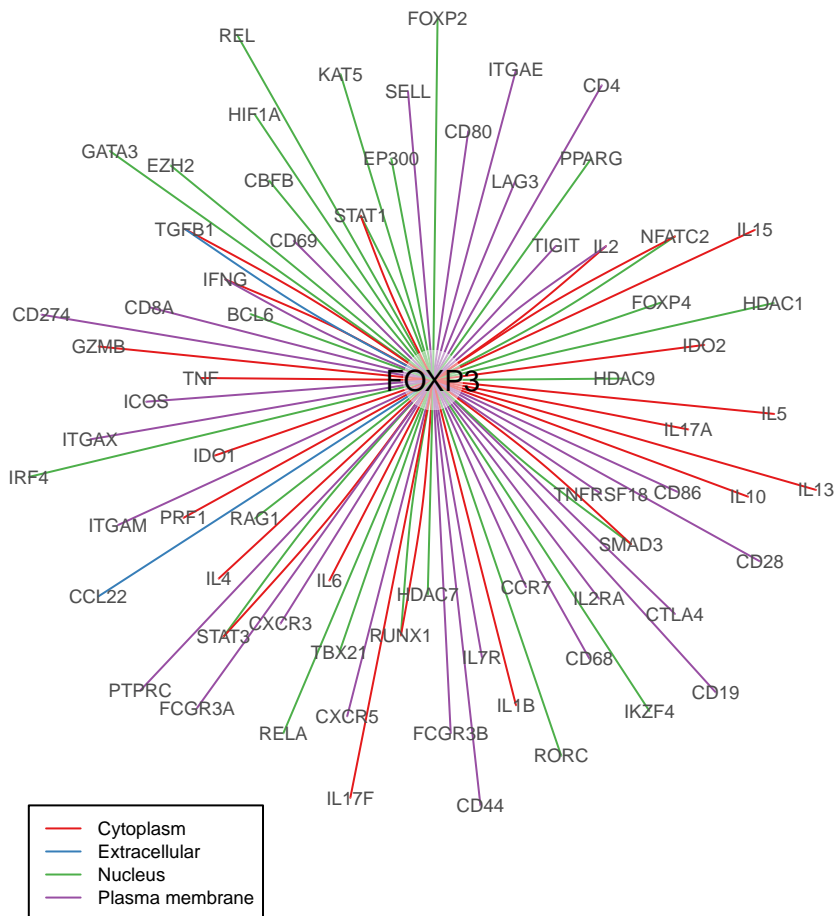 FOXP2
REL
ITGAE
KAT5
CD4
SELL
HIF1A
CD80
GATA3
EP300
PPARG
EZH2
CBFB
LAG3
STAT1
TGFB1
IL15
NFATC2
CD69
TIGIT
IL2
IFNG
FOXP4
HDAC1
CD8A
CD274
BCL6
GZMB
IDO2
TNF
FOXP3
HDAC9
ICOS
IL5
IL17A
ITGAX
IDO1
IRF4
TNFRSF18
CD86
IL13
IL10
PRF1
RAG1
ITGAM
SMAD3
CD28
IL4
IL6
CCR7
CCL22
HDAC7
IL2RA
CTLA4
CXCR3
STAT3
RUNX1
TBX21
IL7R
CD68
PTPRC
CD19
FCGR3A
IL1B
IKZF4
CXCR5
RELA
FCGR3B
RORC
IL17F
CD44
Cytoplasm
Extracellular
Nucleus
Plasma membrane